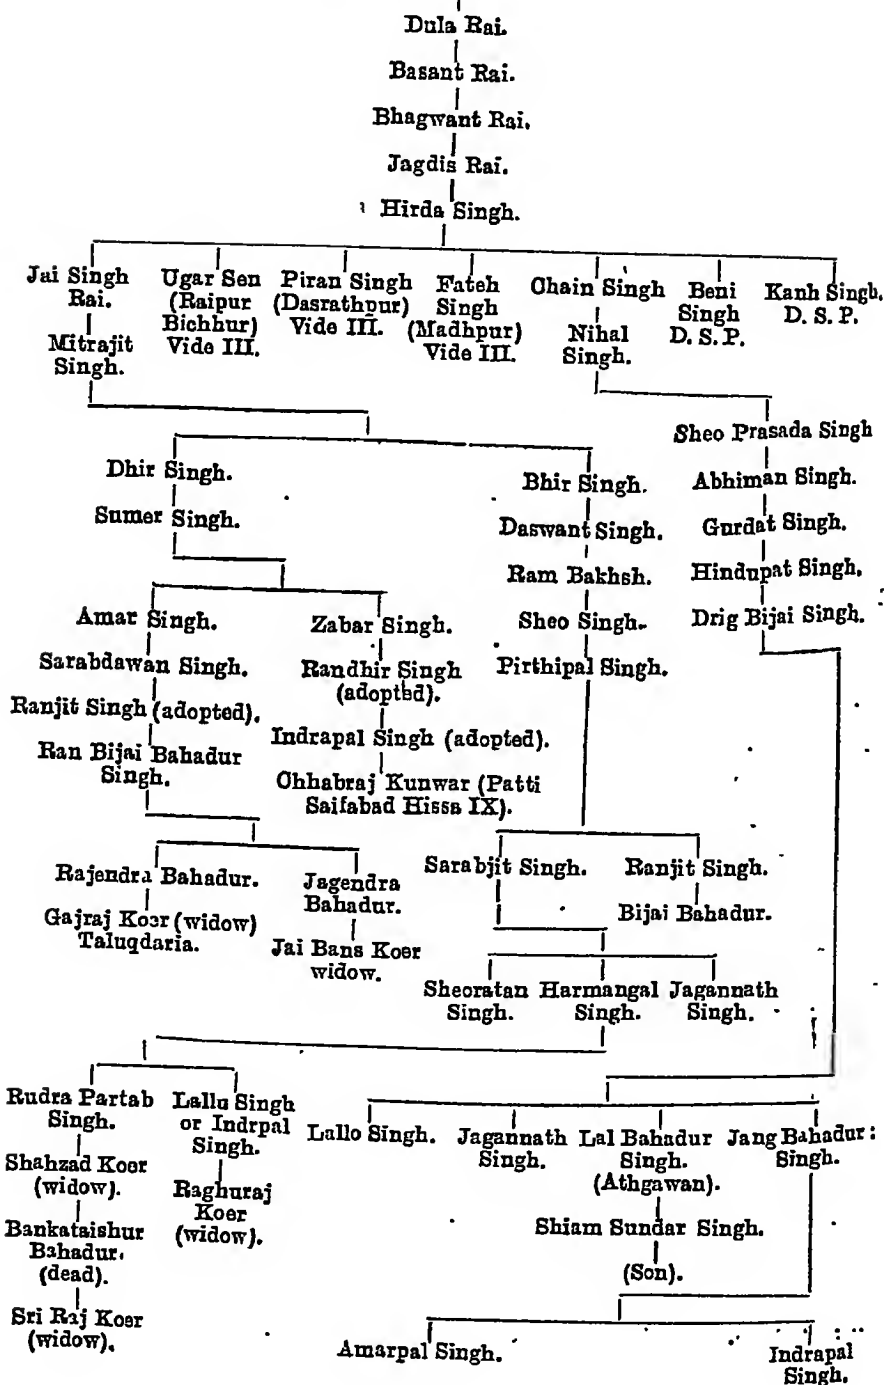 Dula Rai.
Basant Rai.
Bhagwant Rai.
Jagdis Rai.
Hirda Singh.
Jai Singh
Rai.
Mitrajit
Singh.
Ugar Sen
(Raipur
Bichhur)
Vide III.
Piran Singh
(Dasrathpur)
Vide III.
Fateh
Singh
(Madhpur)
Vide III.
Chain Singh
Nihal
Singh.
Beni
Singh
D. S. P.
Kanh Singh.
D. S. P.
Sheo Prasada Singh
Abhiman Singh.
Gurdat Singh.
Hindupat Singh.
Drig Bijai Singh.
Dhir Singh.
Sumer Singh.
Bhir Singh.
Daswant Singh.
Ram Bakhsh.
Sheo Singh.
Pirthipal Singh.
Amar Singh.
Sarabdawan Singh.
Ranjit Singh (adopted).
Ran Bijai Bahadur
Singh.
Zabar Singh.
Randhir Singh
(adopted).
Indrapal Singh (adopted).
Chhabraj Kunwar (Patti
Saifabad Hissa IX).
Rajendra Bahadur.
Gajraj Koer (widow)
Taluqdaria.
Jagendra
Bahadur.
Jai Bans Koer
widow.
Sarabjit Singh.
Ranjit Singh.
Bijai Bahadur.
Sheoratan
Singh.
Harmangal
Singh.
Jagannath
Singh.
Rudra Partab
Singh.
Shahzad Koer
(widow).
Bankataishur
Bahadur.
(dead).
Sri Raj Koer
(widow).
Lallu Singh
or Indrpal
Singh.
Raghuraj
Koer
(widow).
Lallo Singh.
Jagannath
Singh.
Lal Bahadur
Singh.
(Athgawan).
Shiam Sundar Singh.
(Son).
Jang Bahadur:
Singh.
Amarpal Singh.
Indrapal
Singh.